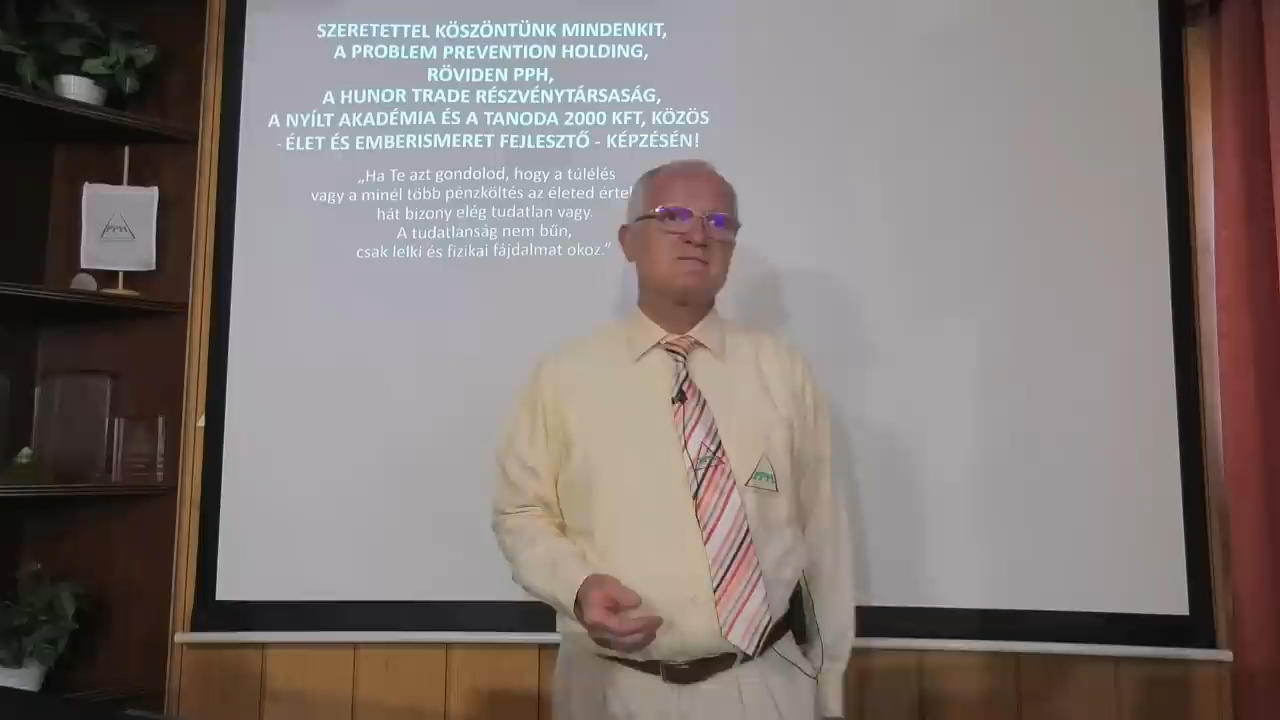 SZERETETTEL KÖSZÖNTÜNK MINDENKIT,
A PROBLEM PREVENTION HOLDING,
RÖVIDEN PPH,
A HUNOR TRADE RÉSZVÉNYTÁRSASÁG,
A NYÍLT AKADÉMIA ÉS A TANODA 2000 KFT, KÖZÖS
- ÉLET ÉS EMBERISMERET FEJLESZTŐ - KÉPZÉSÉN!
„Ha Te azt gondolod, hogy a túlélés
vagy a minél több pénzköltés az életed
hát bizony elég tudatlan vagy.
A tudatlanság nem bűn,
csak lelki és fizikai fájdalmat okoz.”
PPH
PPH